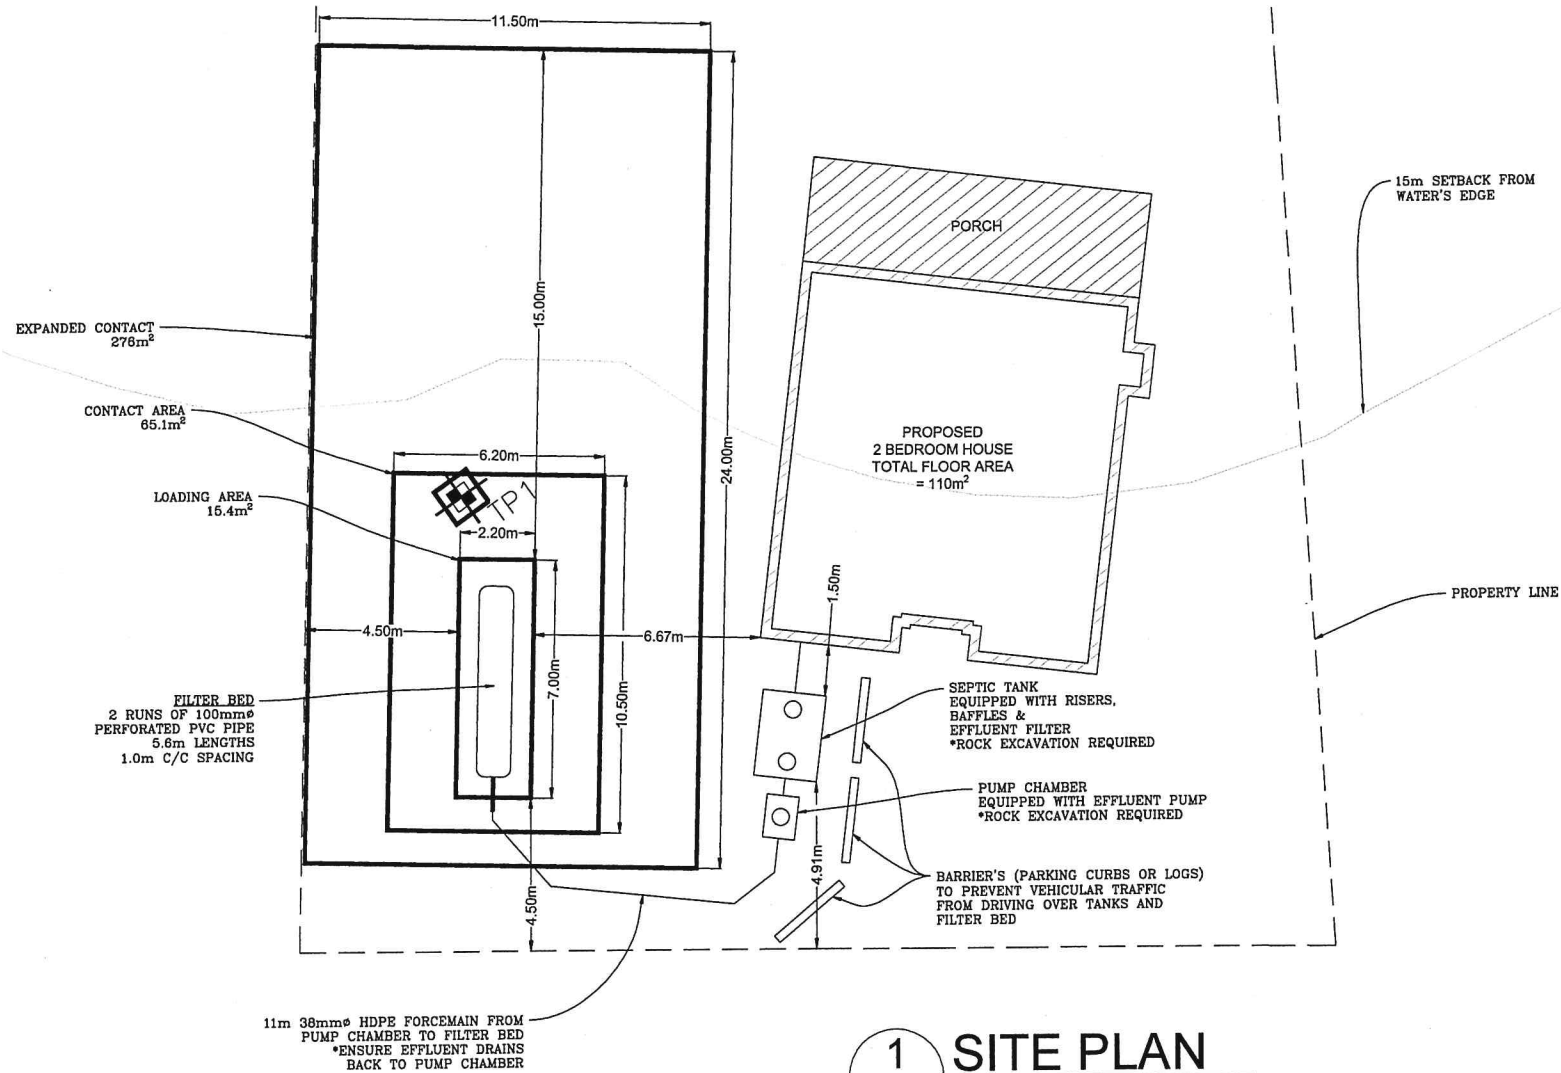 11.50m
15.00m
24.00m
PORCH
15m SETBACK FROM
WATER'S EDGE
EXPANDED CONTACT
276m²
CONTACT AREA
65.1m²
6.20m
TP 1
PROPOSED
2 BEDROOM HOUSE
TOTAL FLOOR AREA
= 110m²
LOADING AREA
15.4m²
2.20m
1.50m
PROPERTY LINE
4.50m
6.67m
7.00m
10.50m
FILTER BED
2 RUNS OF 100mmø
PERFORATED PVC PIPE
5.6m LENGTHS
1.0m C/C SPACING
SEPTIC TANK
EQUIPPED WITH RISERS,
BAFFLES &
EFFLUENT FILTER
*ROCK EXCAVATION REQUIRED
PUMP CHAMBER
EQUIPPED WITH EFFLUENT PUMP
*ROCK EXCAVATION REQUIRED
4.91m
4.50m
BARRIER'S (PARKING CURBS OR LOGS)
TO PREVENT VEHICULAR TRAFFIC
FROM DRIVING OVER TANKS AND
FILTER BED
11m 38mmø HDPE FORCEMAIN FROM
PUMP CHAMBER TO FILTER BED
*ENSURE EFFLUENT DRAINS
BACK TO PUMP CHAMBER
1 SITE PLAN